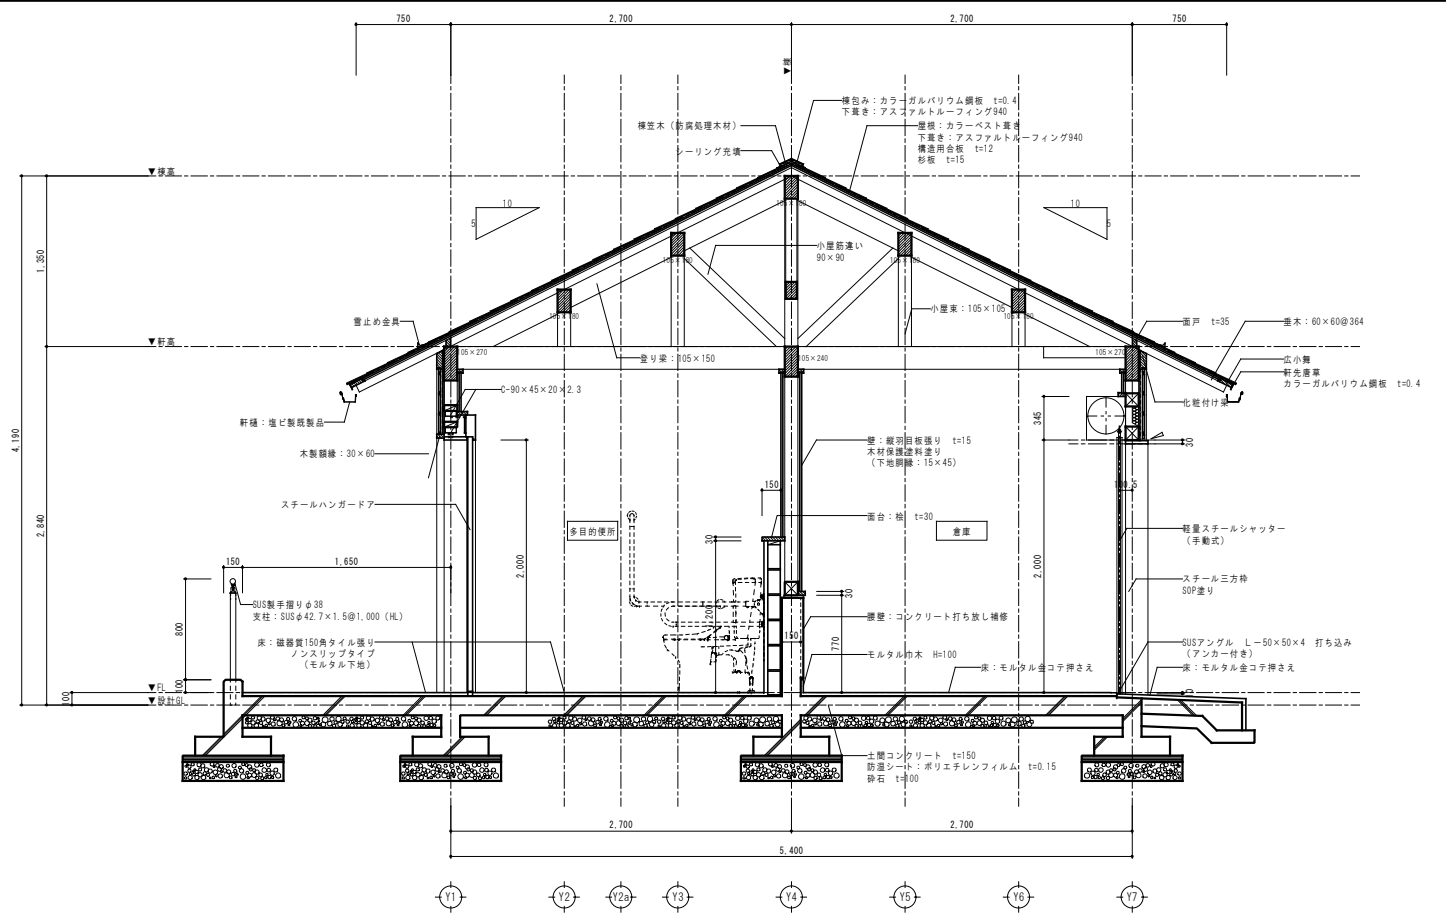 750
2,700
2,700
750
▼棟
棟包み：カラーガルバリウム鋼板 t=0.4
下葺き：アスファルトルーフィング940
棟笠木（防腐処理木材）
シーリング充填
屋根：カラーベスト葺き
下葺き：アスファルトルーフィング940
構造用合板 t=12
杉板 t=15
▼棟高
10
5
10
5
105×180
小屋筋違い
90×90
105×180
105×180
1,350
105×180
小屋束：105×105
105×180
雪止め金具
面戸 t=35
垂木：60×60@364
▼軒高
105×270
登り梁：105×150
105×240
105×270
広小舞
軒先唐草
カラーガルバリウム鋼板 t=0.4
C-90×45×20×2.3
化粧付け梁
軒樋：塩ビ製既製品
345
30
4,190
木製額縁：30×60
壁：縦羽目板張り t=15
木材保護塗料塗り
（下地胴縁：15×45）
150
100.5
スチールハンガードア
面台：桧 t=30
2,840
多目的便所
倉庫
軽量スチールシャッター
（手動式）
30
2,000
2,000
150
1,650
スチール三方枠
SOP塗り
30
800
SUS製手摺りφ38
支柱：SUSφ42.7×1.5@1,000（HL）
1,200
腰壁：コンクリート打ち放し補修
床：磁器質150角タイル張り
ノンスリップタイプ
（モルタル下地）
150
770
モルタル巾木 H=100
床：モルタル金コテ押さえ
SUSアングル L－50×50×4 打ち込み
（アンカー付き）
床：モルタル金コテ押さえ
▼FL
100
100
▼設計GL
土間コンクリート t=150
防湿シート：ポリエチレンフィルム t=0.15
砕石 t=100
2,700
2,700
5,400
Y1
Y2
Y2a
Y3
Y4
Y5
Y6
Y7